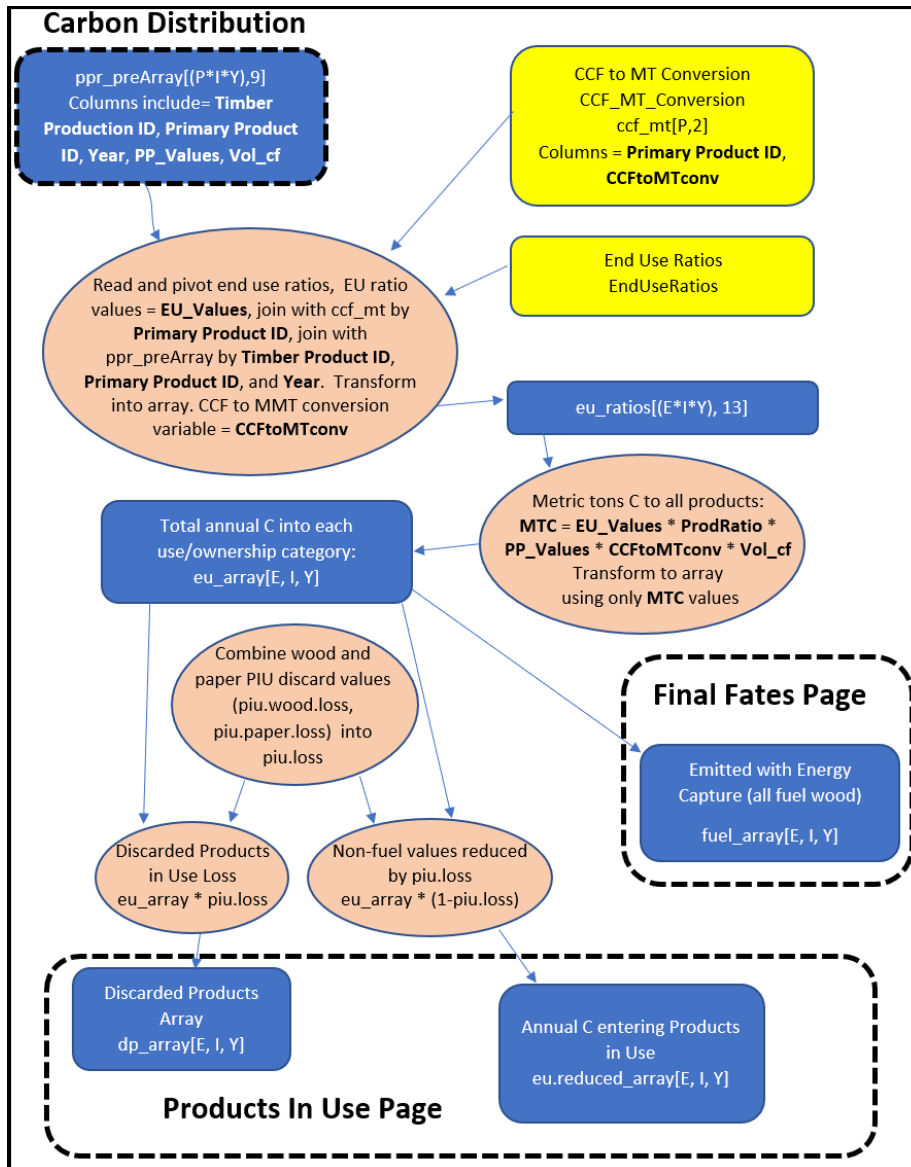 Carbon Distribution
ppr_preArray[(P*I*Y),9]
Columns include= Timber
Production ID, Primary Product
ID, Year, PP_Values, Vol_cf
CCF to MT Conversion
CCF_MT_Conversion
ccf_mt[P,2]
Columns = Primary Product ID,
CCFtoMTconv
End Use Ratios
EndUseRatios
Read and pivot end use ratios,  EU ratio
values = EU_Values, join with ccf_mt by
Primary Product ID, join with
ppr_preArray by Timber Product ID,
Primary Product ID, and Year.  Transform
into array. CCF to MMT conversion
variable = CCFtoMTconv
eu_ratios[(E*I*Y), 13]
Metric tons C to all products:
MTC = EU_Values * ProdRatio *
PP_Values * CCFtoMTconv * Vol_cf
Transform to array
using only MTC values
Total annual C into each
use/ownership category:
eu_array[E, I, Y]
Combine wood and
paper PIU discard values
(piu.wood.loss,
piu.paper.loss)  into
piu.loss
Final Fates Page
Emitted with Energy
Capture (all fuel wood)
fuel_array[E, I, Y]
Discarded Products
in Use Loss
eu_array * piu.loss
Non-fuel values reduced
by piu.loss
eu_array * (1-piu.loss)
Discarded Products
Array
dp_array[E, I, Y]
Annual C entering Products
in Use
eu.reduced_array[E, I, Y]
Products In Use Page